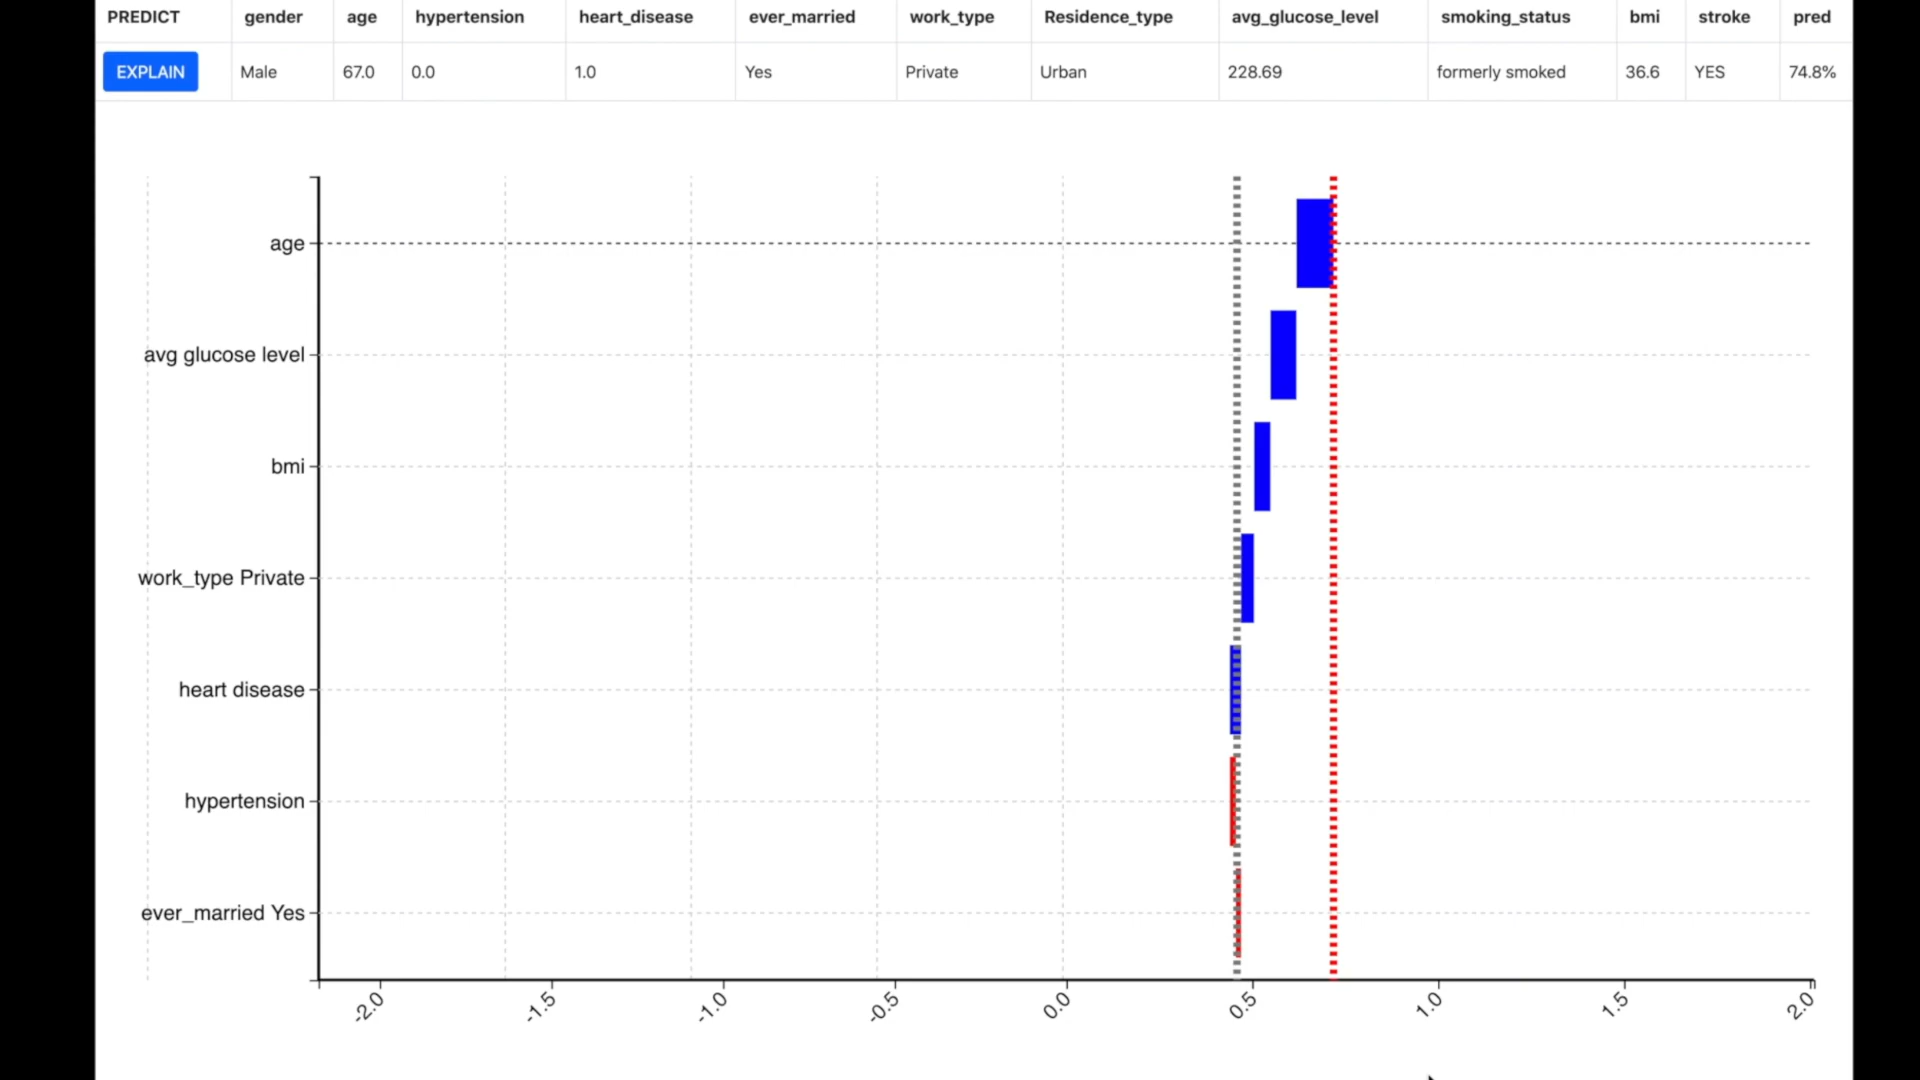 PREDICT gender age hypertension heart_disease ever_married work_type Residence_type avg_glucose_level smoking_status bmi stroke pred
EXPLAIN Male 67.0 0.0 1.0 Yes Private Urban 228.69 formerly smoked 36.6 YES 74.8%
age
avg glucose level
bmi
work_type Private
heart disease
hypertension
ever_married Yes
-2.0 -1.5 -1.0 -0.5 0.0 0.5 1.0 1.5 2.0